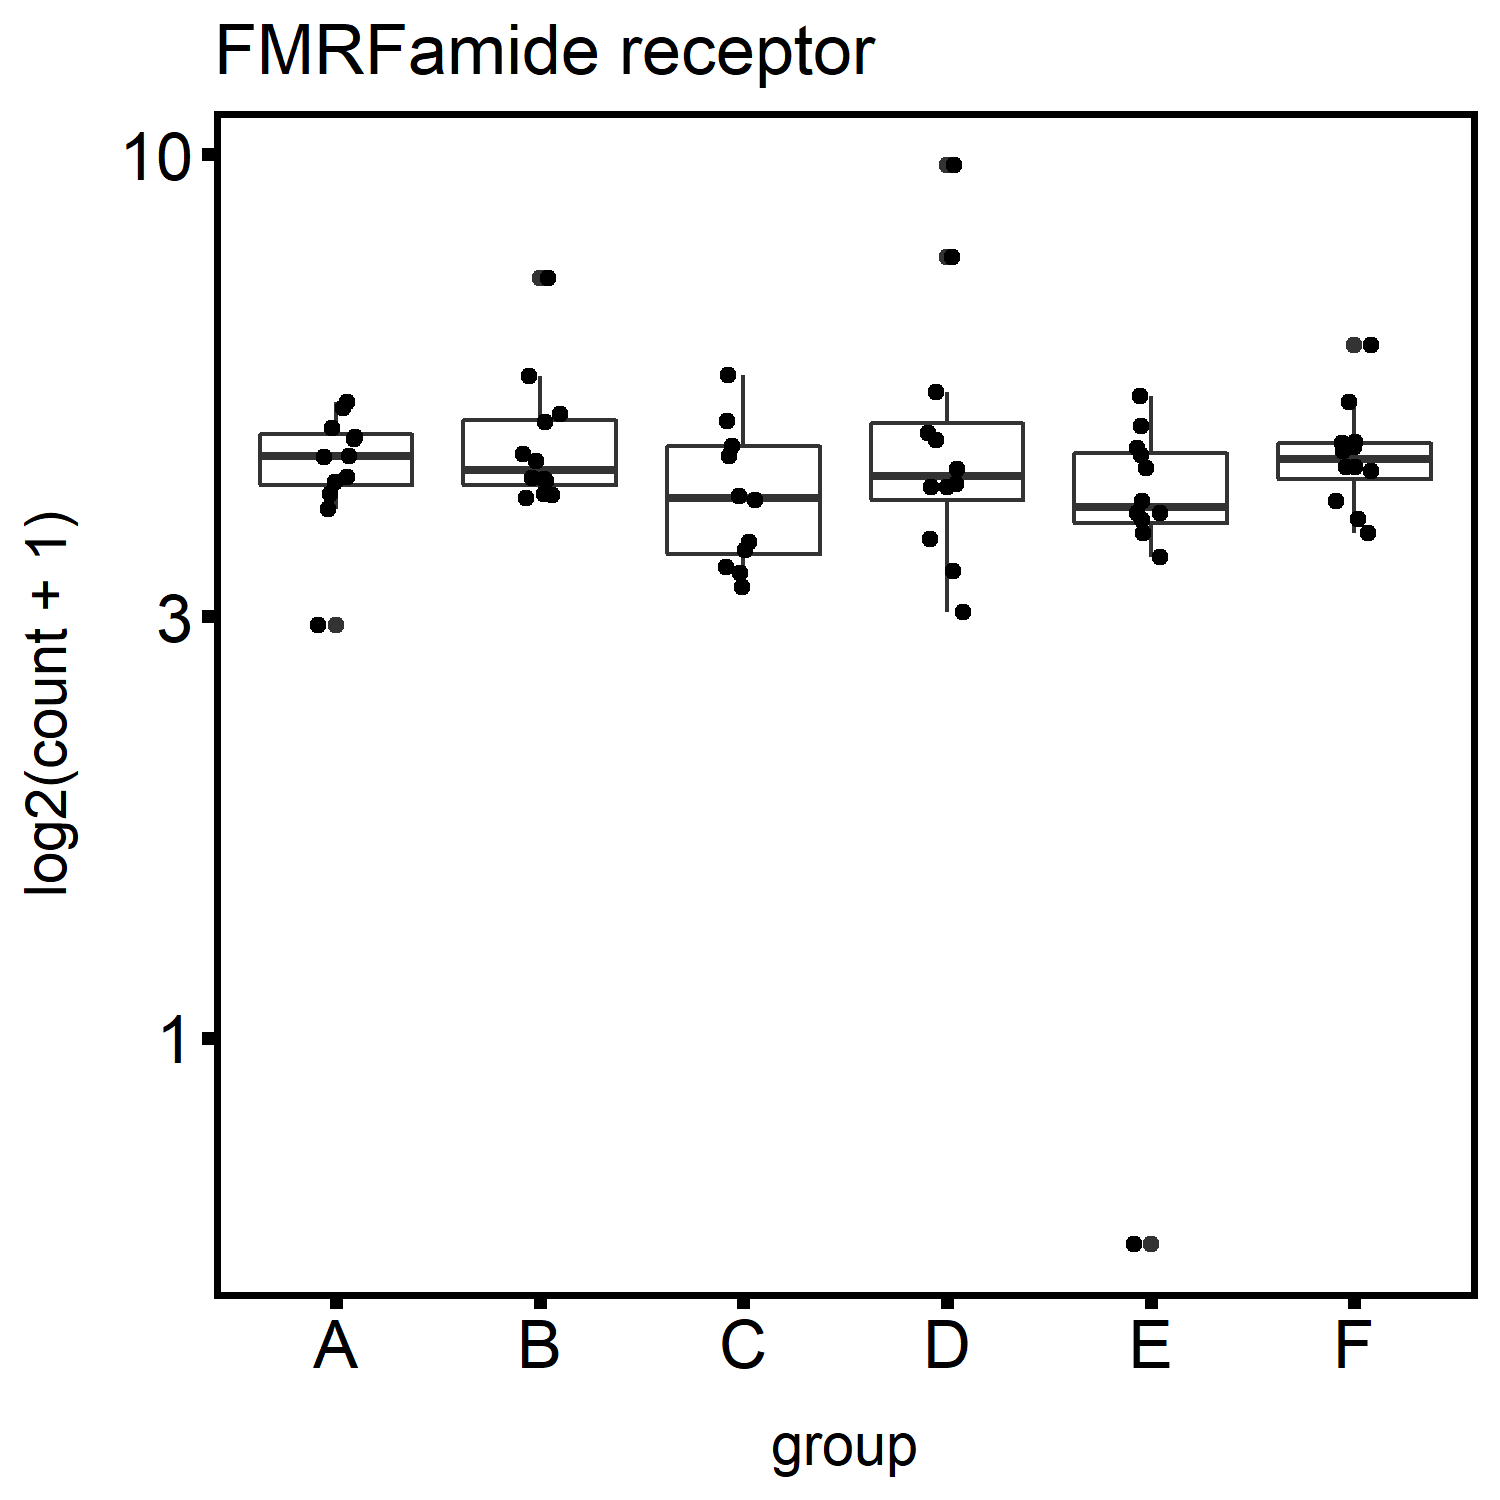 FMRFamide receptor
10
3
1
log2(count + 1)
A B C D E F
group